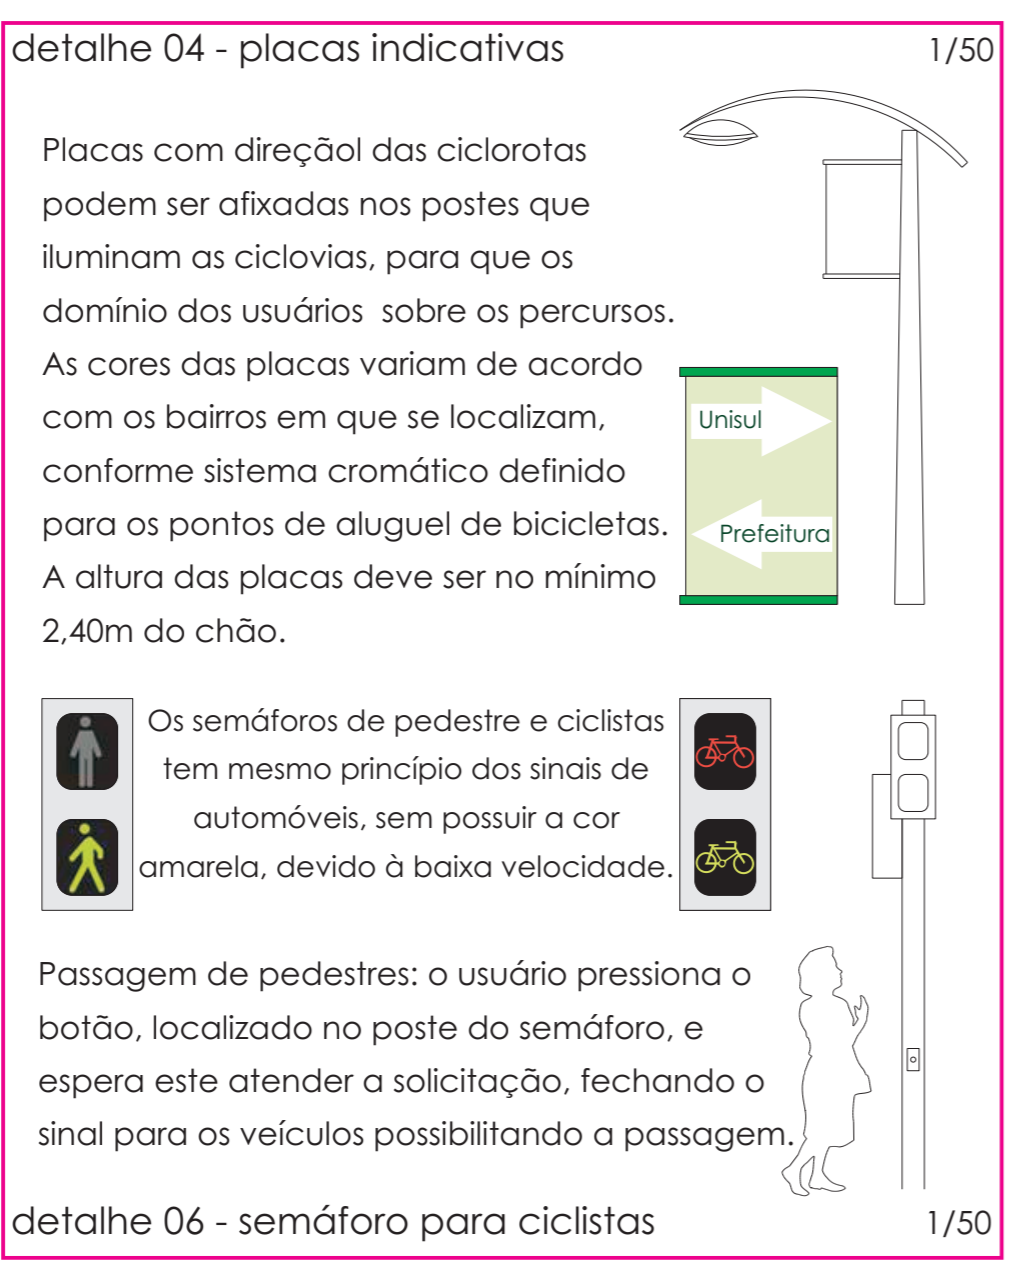 detalhe 04 - placas indicativas 1/50
Placas com direçãol das ciclorotas
podem ser afixadas nos postes que
iluminam as ciclovias, para que os
domínio dos usuários  sobre os percursos.
As cores das placas variam de acordo
com os bairros em que se localizam,
conforme sistema cromático definido
para os pontos de aluguel de bicicletas.
A altura das placas deve ser no mínimo
2,40m do chão.
Unisul
Prefeitura
Os semáforos de pedestre e ciclistas
tem mesmo princípio dos sinais de
automóveis, sem possuir a cor
amarela, devido à baixa velocidade.
Passagem de pedestres: o usuário pressiona o
botão, localizado no poste do semáforo, e
espera este atender a solicitação, fechando o
sinal para os veículos possibilitando a passagem.
detalhe 06 - semáforo para ciclistas 1/50